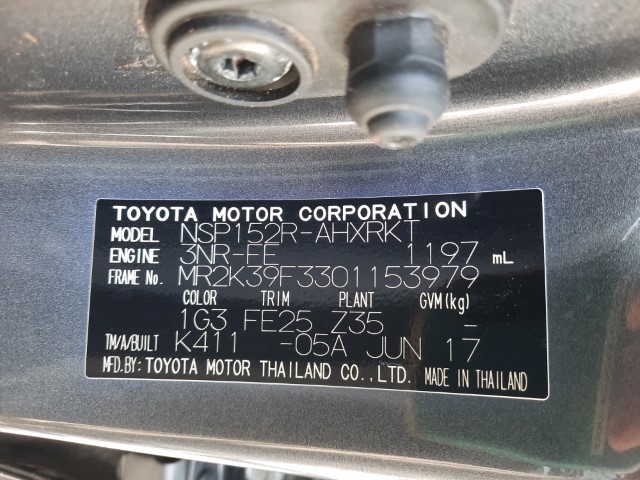 TOYOTA MOTOR CORPORATION
MODEL NSP152R-AHXRKT
ENGINE 3NR-FE 1197 mL
FRAME No. MR2K39F3301153979
COLOR TRIM PLANT GVM(kg)
1G3 FE25 Z35 -
TM/A/BUILT K411 -05A JUN 17
MFD.BY:TOYOTA MOTOR THAILAND CO.,LTD. MADE IN THAILAND